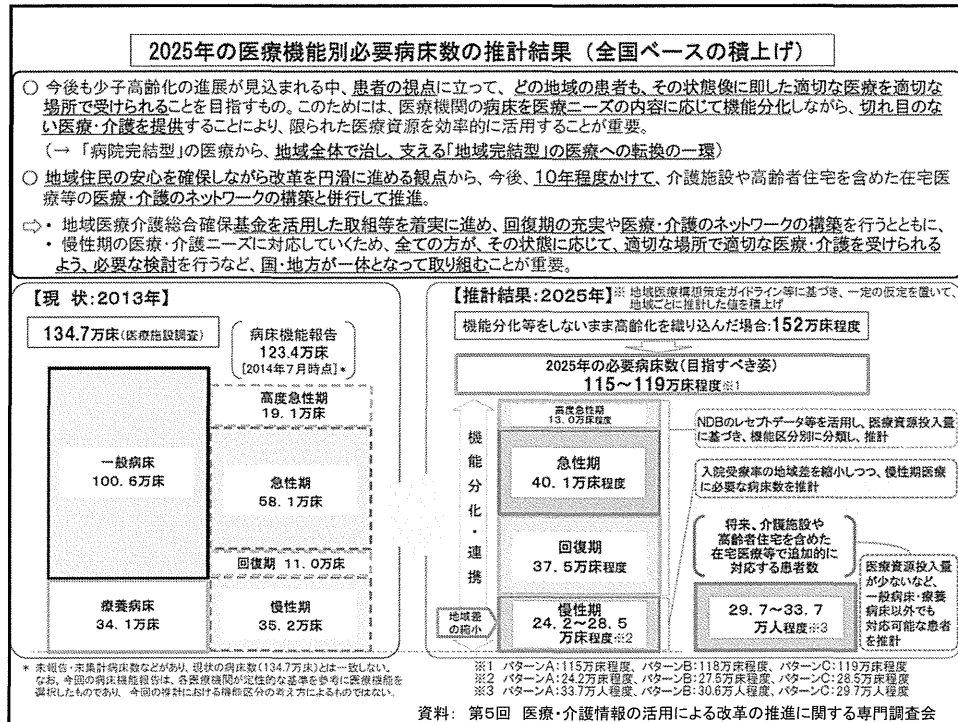 2025年の医療機能別必要病床数の推計結果（全国ベースの積上げ）
○ 今後も少子高齢化の進展が見込まれる中、患者の視点に立って、どの地域の患者も、その状態像に即した適切な医療を適切な
場所で受けられることを目指すもの。このためには、医療機関の病床を医療ニーズの内容に応じて機能分化しながら、切れ目のな
い医療・介護を提供することにより、限られた医療資源を効率的に活用することが重要。
（→ 「病院完結型」の医療から、地域全体で治し、支える「地域完結型」の医療への転換の一環）
○ 地域住民の安心を確保しながら改革を円滑に進める観点から、今後、10年程度かけて、介護施設や高齢者住宅を含めた在宅医
療等の医療・介護のネットワークの構築と併行して推進。
⇨・ 地域医療介護総合確保基金を活用した取組等を着実に進め、回復期の充実や医療・介護のネットワークの構築を行うとともに、
・ 慢性期の医療・介護ニーズに対応していくため、全ての方が、その状態に応じて、適切な場所で適切な医療・介護を受けられる
よう、必要な検討を行うなど、国・地方が一体となって取り組むことが重要。
【現 状：2013年】
134.7万床（医療施設調査）
病床機能報告
123.4万床
[2014年7月時点]*
一般病床
100.6万床
療養病床
34.1万床
高度急性期
19.1万床
急性期
58.1万床
回復期 11.0万床
慢性期
35.2万床
* 未報告・未集計病床数などがあり、現状の病床数（134.7万床）とは一致しない。
なお、今回の病床機能報告は、各医療機関が定性的な基準を参考に医療機能を
選択したものであり、今回の推計における機能区分の考え方によるものではない。
【推計結果：2025年】※ 地域医療構想策定ガイドライン等に基づき、一定の仮定を置いて、
地域ごとに推計した値を積上げ
機能分化等をしないまま高齢化を織り込んだ場合：152万床程度
2025年の必要病床数（目指すべき姿）
115～119万床程度※1
機能分化・連携
地域差
の縮小
高度急性期
13.0万床程度
急性期
40.1万床程度
回復期
37.5万床程度
慢性期
24.2～28.5
万床程度※2
NDBのレセプトデータ等を活用し、医療資源投入量
に基づき、機能区分別に分類し、推計
入院受療率の地域差を縮小しつつ、慢性期医療
に必要な病床数を推計
将来、介護施設や
高齢者住宅を含めた
在宅医療等で追加的に
対応する患者数
29.7～33.7
万人程度※3
医療資源投入量
が少ないなど、
一般病床・療養
病床以外でも
対応可能な患者
を推計
※1 パターンA：115万床程度、パターンB：118万床程度、パターンC：119万床程度
※2 パターンA：24.2万床程度、パターンB：27.5万床程度、パターンC：28.5万床程度
※3 パターンA：33.7万人程度、パターンB：30.6万人程度、パターンC：29.7万人程度
資料： 第5回 医療・介護情報の活用による改革の推進に関する専門調査会